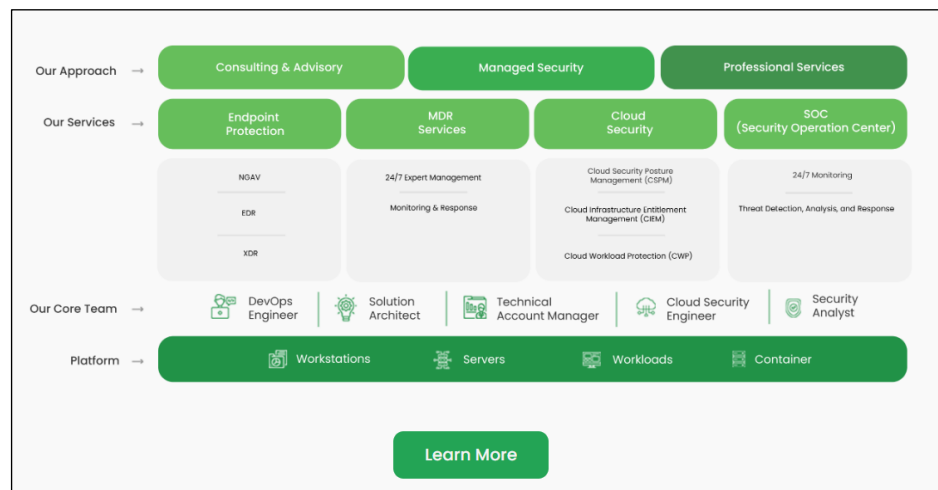 Our Approach →
Consulting & Advisory
Managed Security
Professional Services
Our Services →
Endpoint
Protection
MDR
Services
Cloud
Security
SOC
(Security Operation Center)
NGAV
EDR
XDR
24/7 Expert Management
Monitoring & Response
Cloud Security Posture
Management (CSPM)
Cloud Infrastructure Entitlement
Management (CIEM)
Cloud Workload Protection (CWP)
24/7 Monitoring
Threat Detection, Analysis, and Response
Our Core Team →
DevOps
Engineer
Solution
Architect
Technical
Account Manager
Cloud Security
Engineer
Security
Analyst
Platform →
Workstations
Servers
Workloads
Container
Learn More